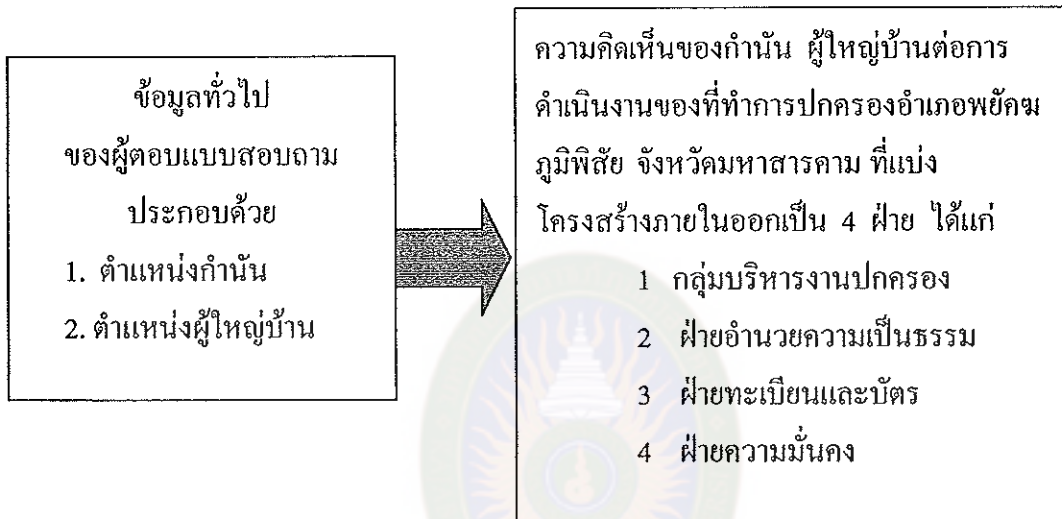 ข้อมูลทั่วไป
ของผู้ตอบแบบสอบถาม
ประกอบด้วย
1. ตำแหน่งกำนัน
2. ตำแหน่งผู้ใหญ่บ้าน
ความคิดเห็นของกำนัน ผู้ใหญ่บ้านต่อการ
ดำเนินงานของที่ทำการปกครองอำเภอพยัคฆ
ภูมิพิสัย จังหวัดมหาสารคาม ที่แบ่ง
โครงสร้างภายในออกเป็น 4 ฝ่าย ได้แก่
1 กลุ่มบริหารงานปกครอง
2 ฝ่ายอำนวยความเป็นธรรม
3 ฝ่ายทะเบียนและบัตร
4 ฝ่ายความมั่นคง